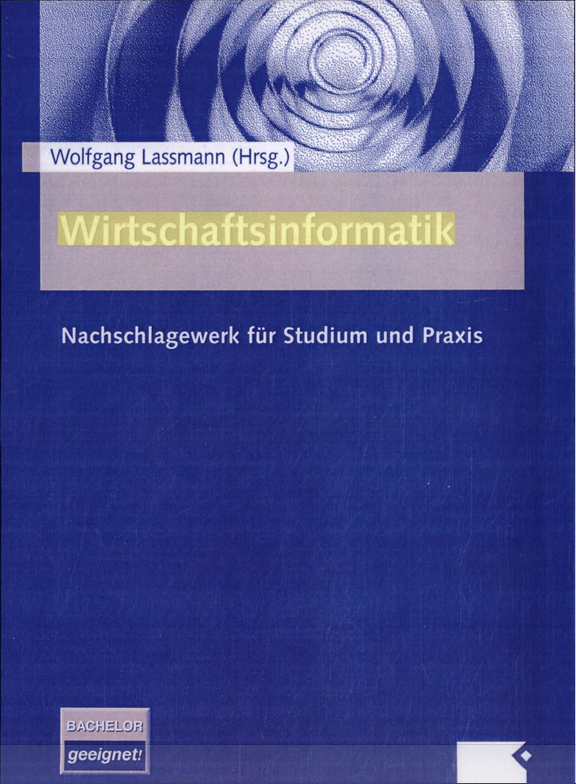 Wolfgang Lassmann (Hrsg.)
Wirtschaftsinformatik
Nachschlagewerk für Studium und Praxis
BACHELOR
geeignet!